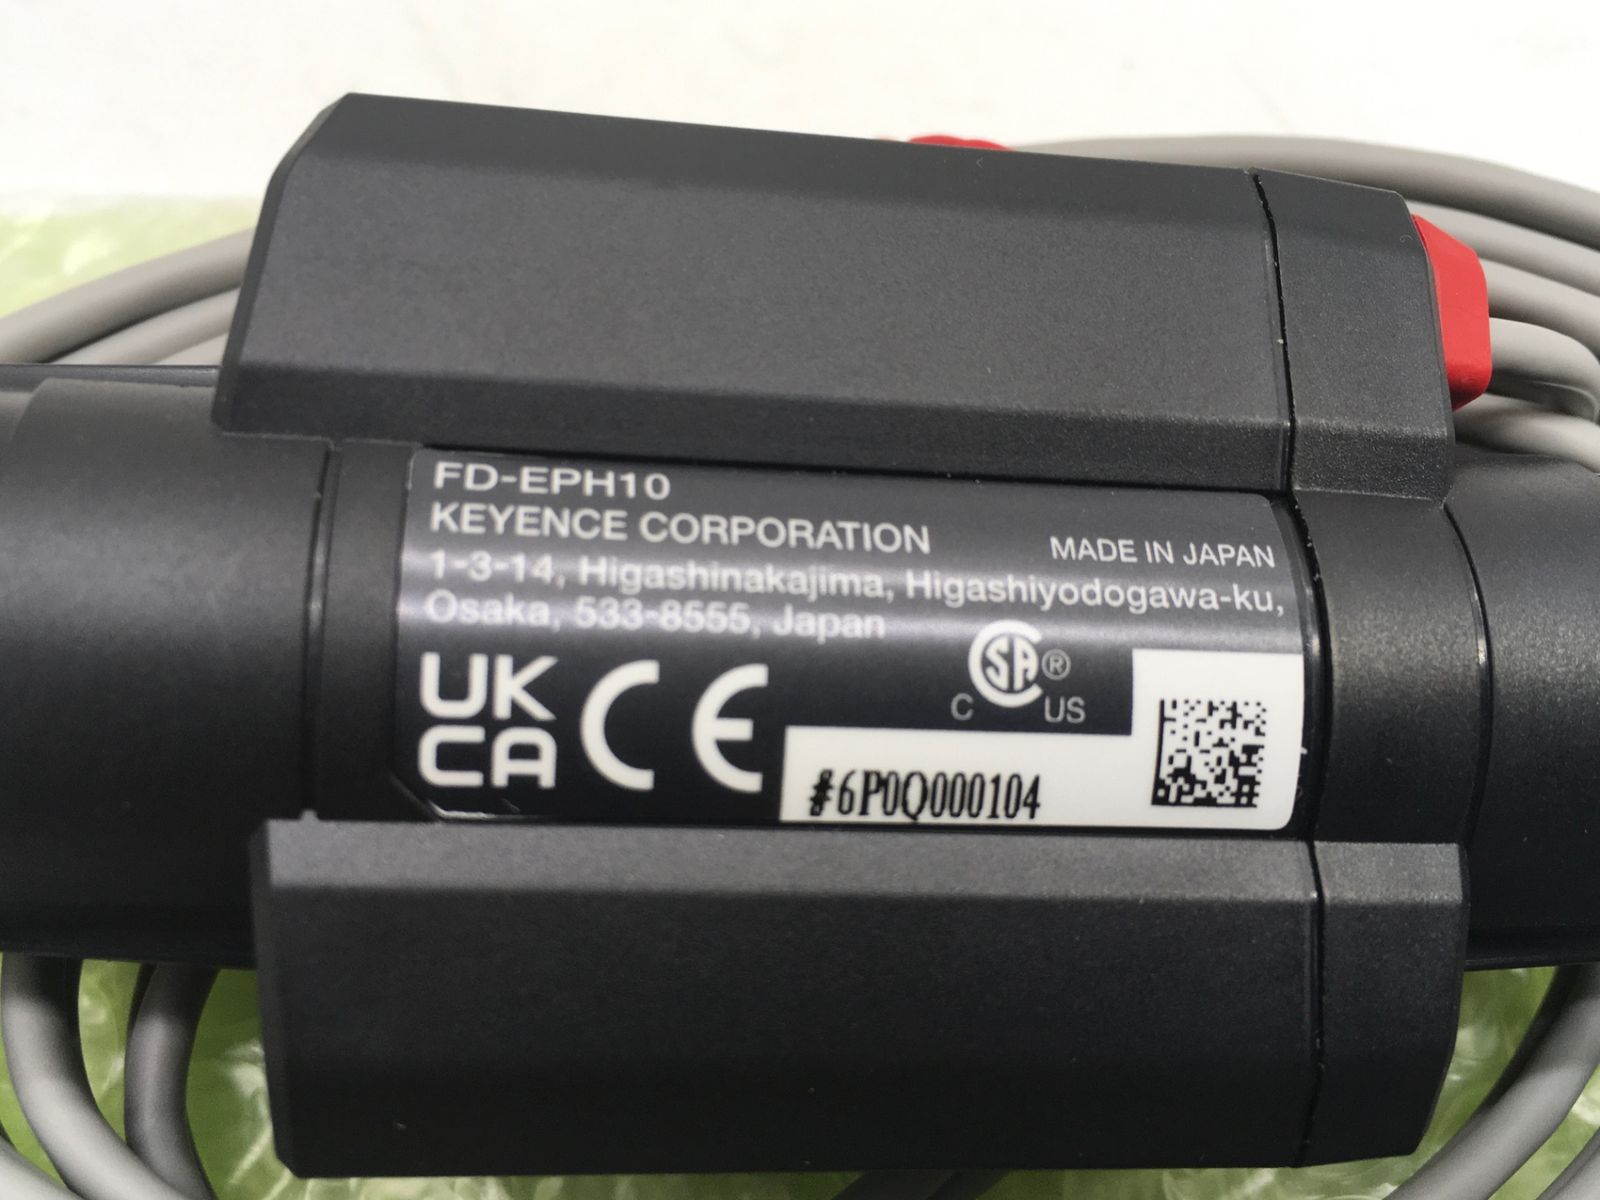 FD-EPH10
KEYENCE CORPORATION
MADE IN JAPAN
1-3-14, Higashinakajima, Higashiyodogawa-ku,
Osaka, 533-8555, Japan
UK
CA
CE
SA®
C US
#6P0Q000104